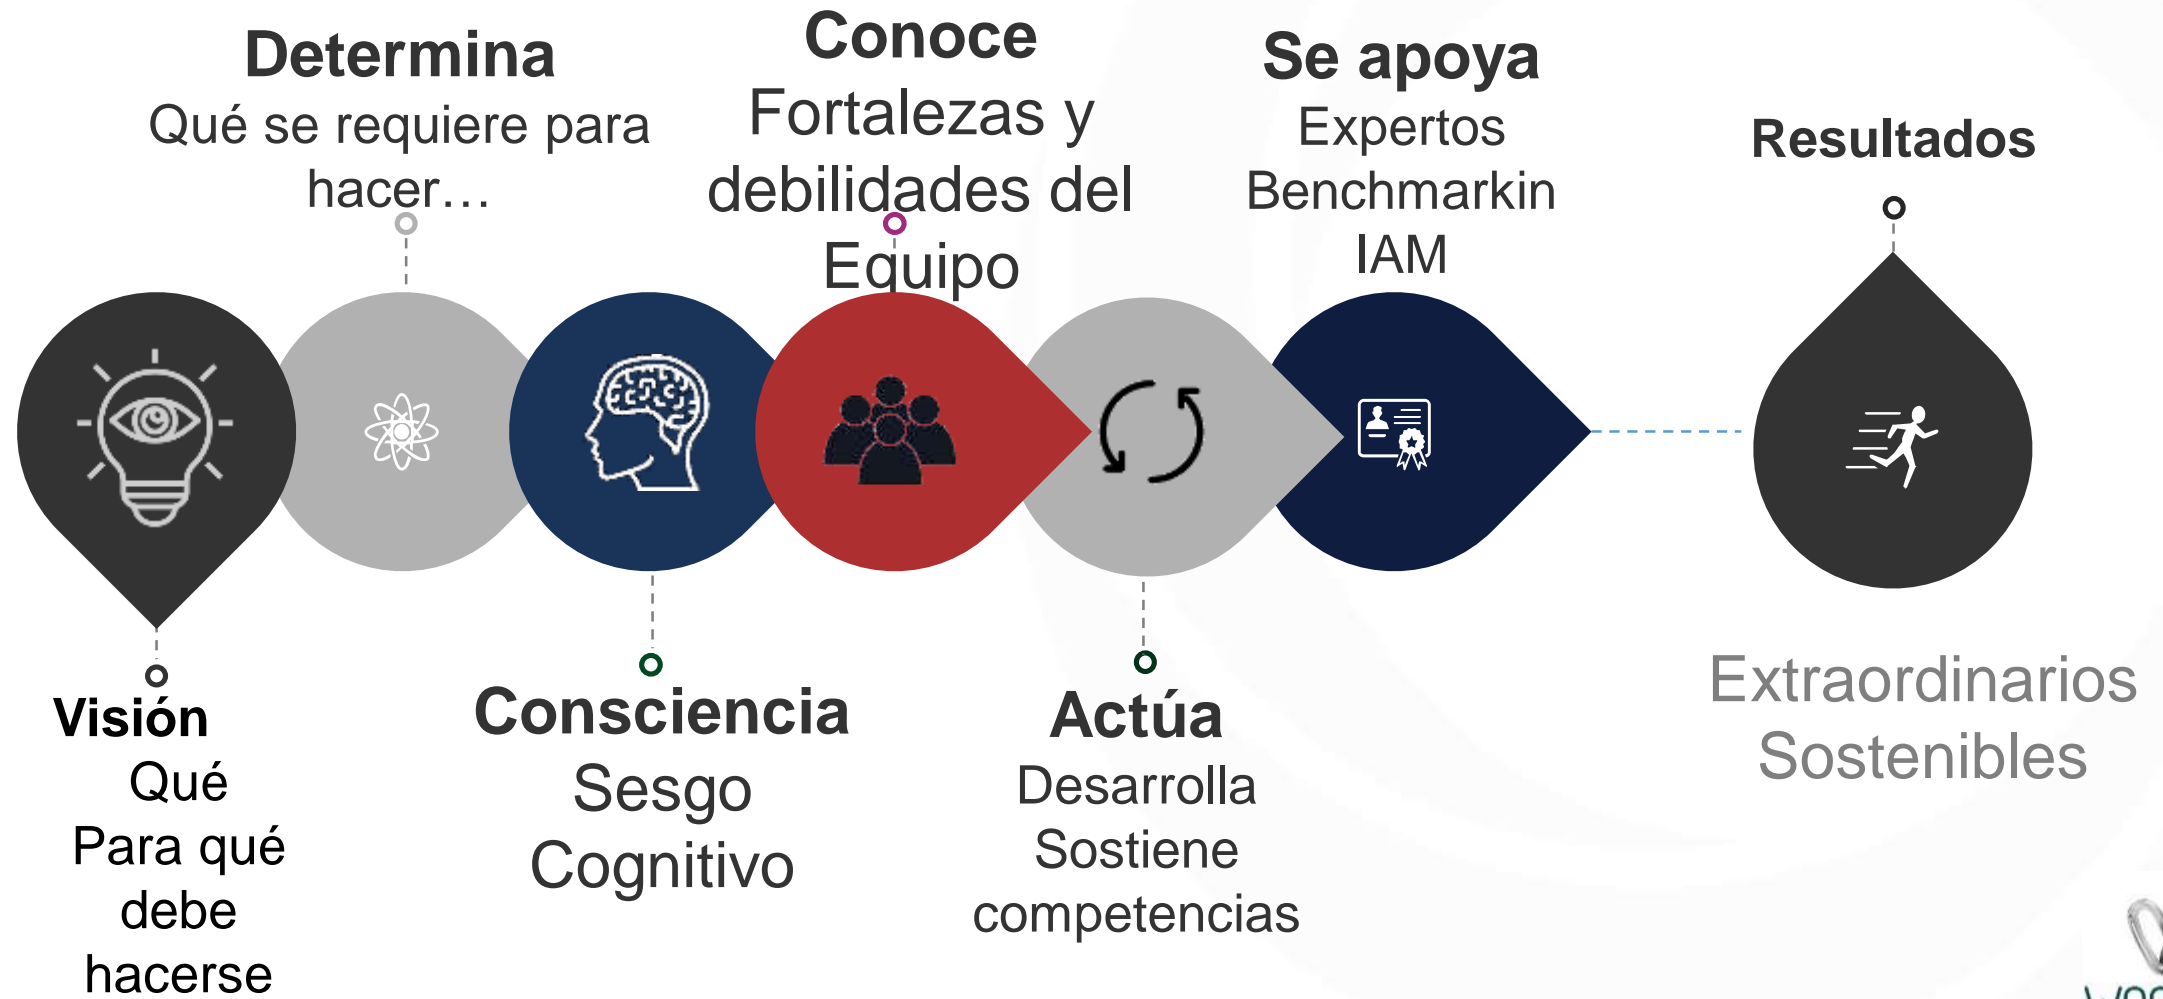 Visión
Qué
Para qué
debe
hacerse
Determina
Qué se requiere para
hacer…
Consciencia
Sesgo
Cognitivo
Conoce
Fortalezas y
debilidades del
Equipo
Actúa
Desarrolla
Sostiene
competencias
Se apoya
Expertos
Benchmarkin
IAM
Resultados
Extraordinarios
Sostenibles